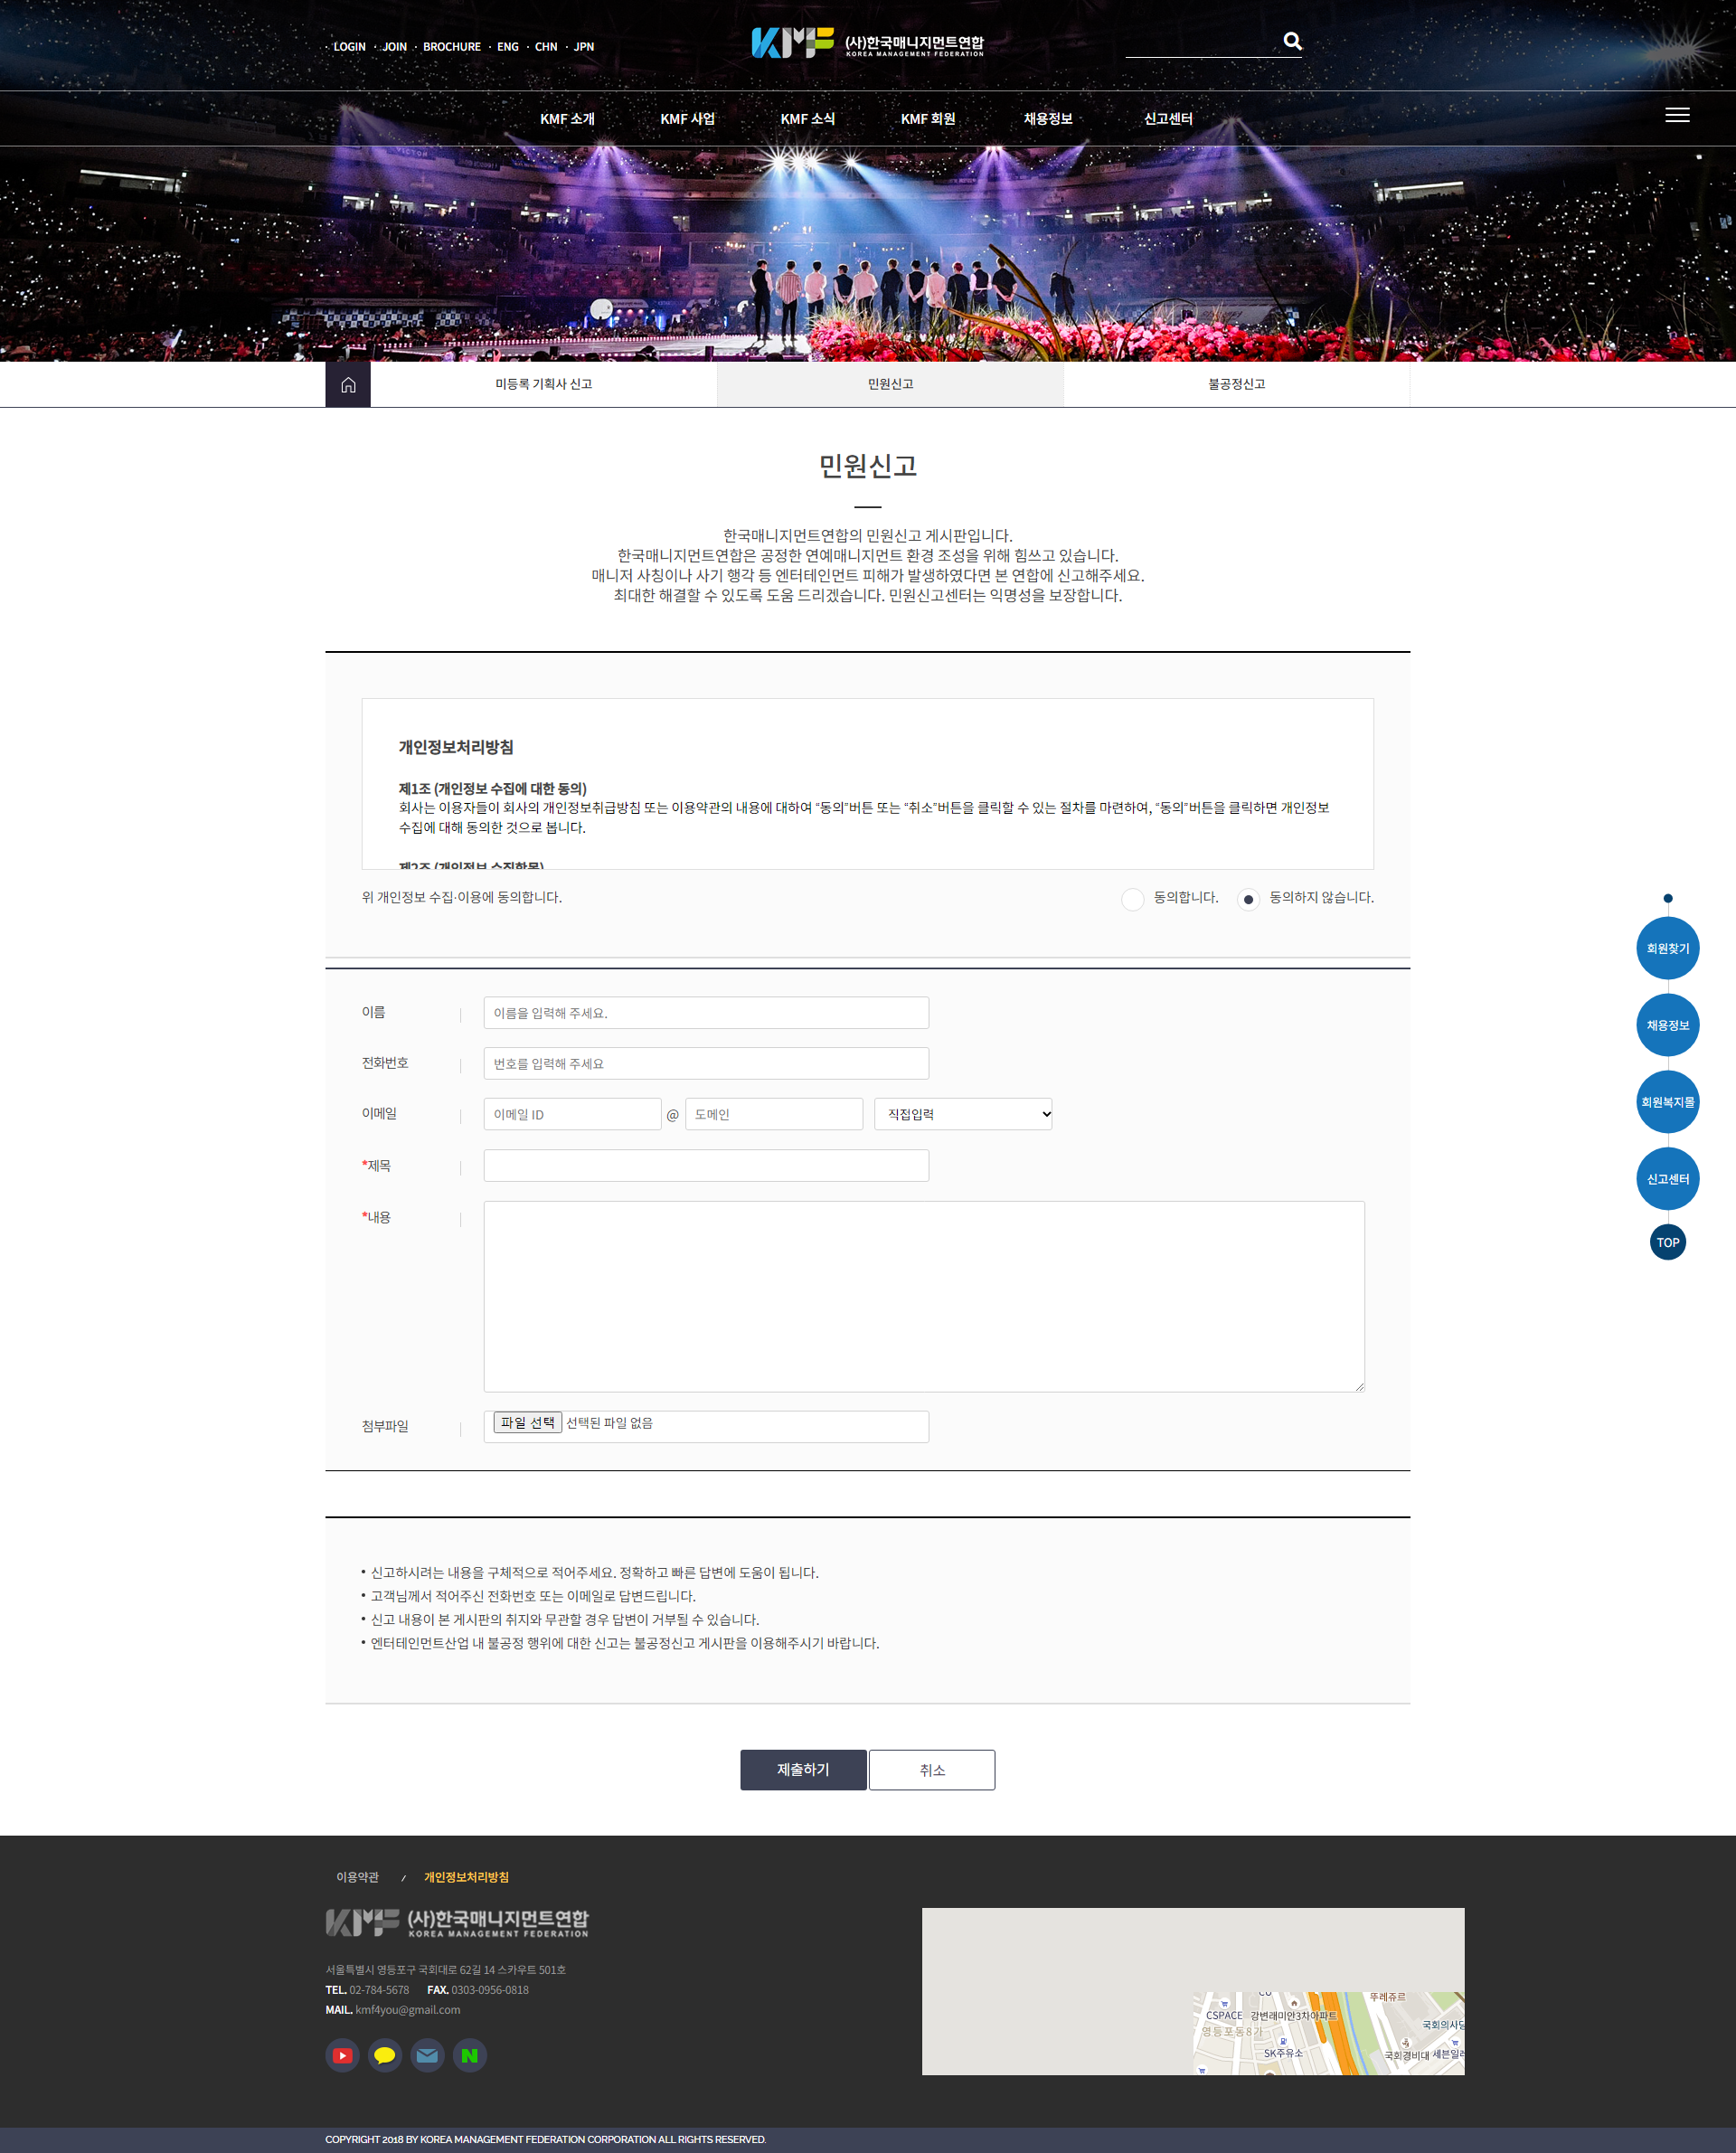 · LOGIN · JOIN · BROCHURE · ENG · CHN · JPN
KMF (사)한국매니지먼트연합
KOREA MANAGEMENT FEDERATION
KMF 소개 KMF 사업 KMF 소식 KMF 회원 채용정보 신고센터
미등록 기획사 신고 민원신고 불공정신고
민원신고
한국매니지먼트연합의 민원신고 게시판입니다.
한국매니지먼트연합은 공정한 연예매니지먼트 환경 조성을 위해 힘쓰고 있습니다.
매니저 사칭이나 사기 행각 등 엔터테인먼트 피해가 발생하였다면 본 연합에 신고해주세요.
최대한 해결할 수 있도록 도움 드리겠습니다. 민원신고센터는 익명성을 보장합니다.
개인정보처리방침
제1조 (개인정보 수집에 대한 동의)
회사는 이용자들이 회사의 개인정보취급방침 또는 이용약관의 내용에 대하여 “동의”버튼 또는 “취소”버튼을 클릭할 수 있는 절차를 마련하여, “동의”버튼을 클릭하면 개인정보
수집에 대해 동의한 것으로 봅니다.
제2조 (개인정보 수집항목)
위 개인정보 수집·이용에 동의합니다. 동의합니다. 동의하지 않습니다.
회원찾기
채용정보
회원복지몰
신고센터
TOP
이름 이름을 입력해 주세요.
전화번호 번호를 입력해 주세요
이메일 이메일 ID @ 도메인 직접입력
*제목
*내용
첨부파일 파일 선택 선택된 파일 없음
• 신고하시려는 내용을 구체적으로 적어주세요. 정확하고 빠른 답변에 도움이 됩니다.
• 고객님께서 적어주신 전화번호 또는 이메일로 답변드립니다.
• 신고 내용이 본 게시판의 취지와 무관할 경우 답변이 거부될 수 있습니다.
• 엔터테인먼트산업 내 불공정 행위에 대한 신고는 불공정신고 게시판을 이용해주시기 바랍니다.
제출하기 취소
이용약관 / 개인정보처리방침
KMF (사)한국매니지먼트연합
KOREA MANAGEMENT FEDERATION
서울특별시 영등포구 국회대로 62길 14 스카우트 501호
TEL. 02-784-5678 FAX. 0303-0956-0818
MAIL. kmf4you@gmail.com
N
CU 뚜레쥬르
CSPACE 강변래미안3차아파트
국회의사당
영등포동8가
SK주유소
국회경비대 세븐일레
COPYRIGHT 2018 BY KOREA MANAGEMENT FEDERATION CORPORATION ALL RIGHTS RESERVED.